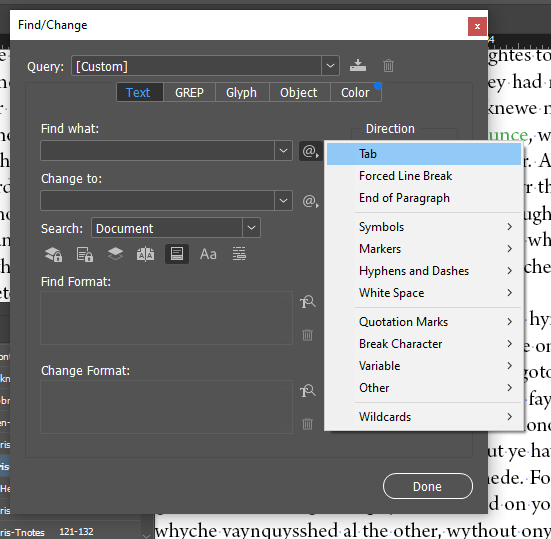 Find/Change
x
Query: [Custom]
Text GREP Glyph Object Color
Find what:
Direction
@
Change to:
@
Search: Document
Aa
Find Format:
T
Change Format:
T
Done
Tab
Forced Line Break
End of Paragraph
Symbols
Markers
Hyphens and Dashes
White Space
Quotation Marks
Break Character
Variable
Other
Wildcards
ris-Tnotes 121-132
whyche vaynquysshed al the other, wythout ony